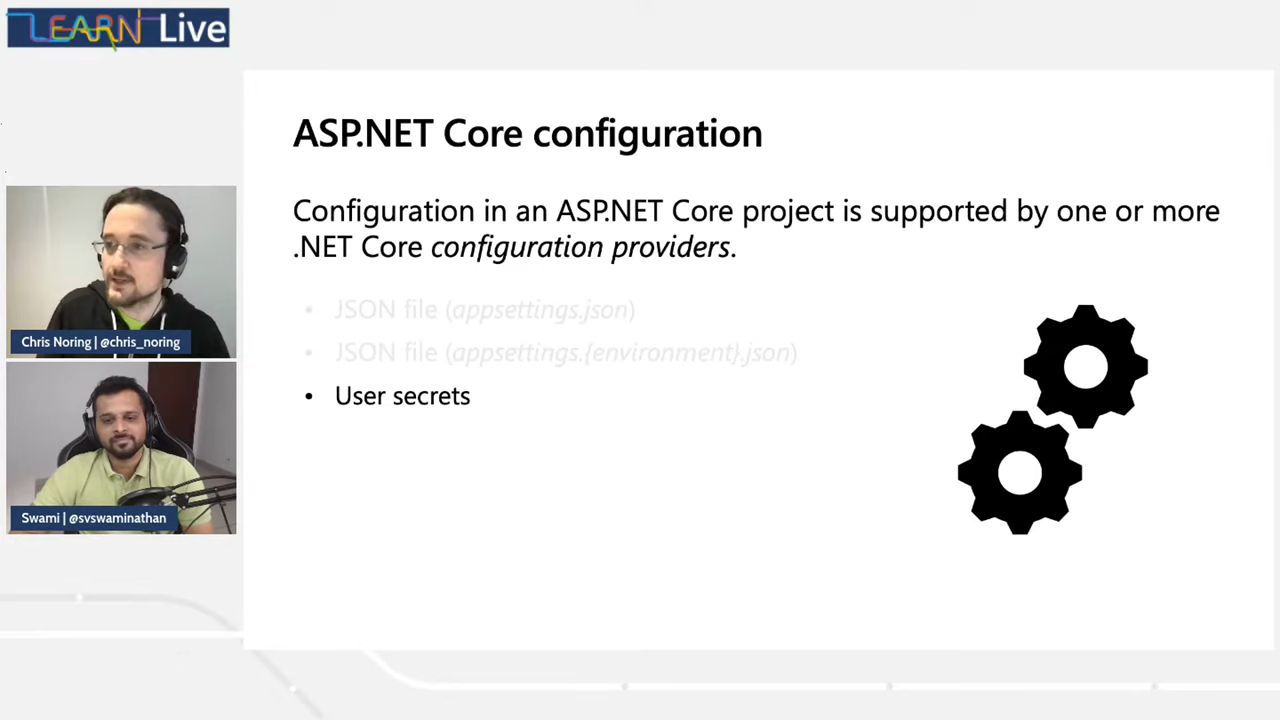 LEARN Live
ASP.NET Core configuration
Configuration in an ASP.NET Core project is supported by one or more
.NET Core configuration providers.
• JSON file (appsettings.json)
• JSON file (appsettings.{environment}.json)
• User secrets
Chris Noring | @chris_noring
Swami | @svswaminathan